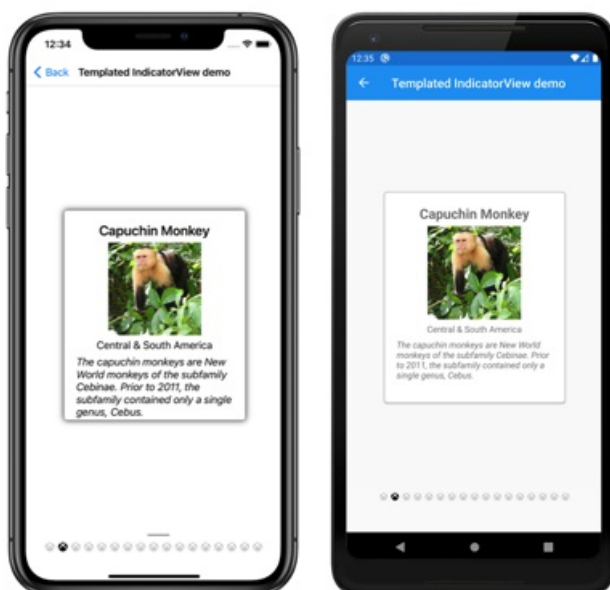 12:34
Back Templated IndicatorView demo
Capuchin Monkey
Central & South America
The capuchin monkeys are New
World monkeys of the subfamily
Cebinae. Prior to 2011, the
subfamily contained only a single
genus, Cebus.
12:35
Templated IndicatorView demo
Capuchin Monkey
Central & South America
The capuchin monkeys are New World
monkeys of the subfamily Cebinae. Prior
to 2011, the subfamily contained only a
single genus, Cebus.